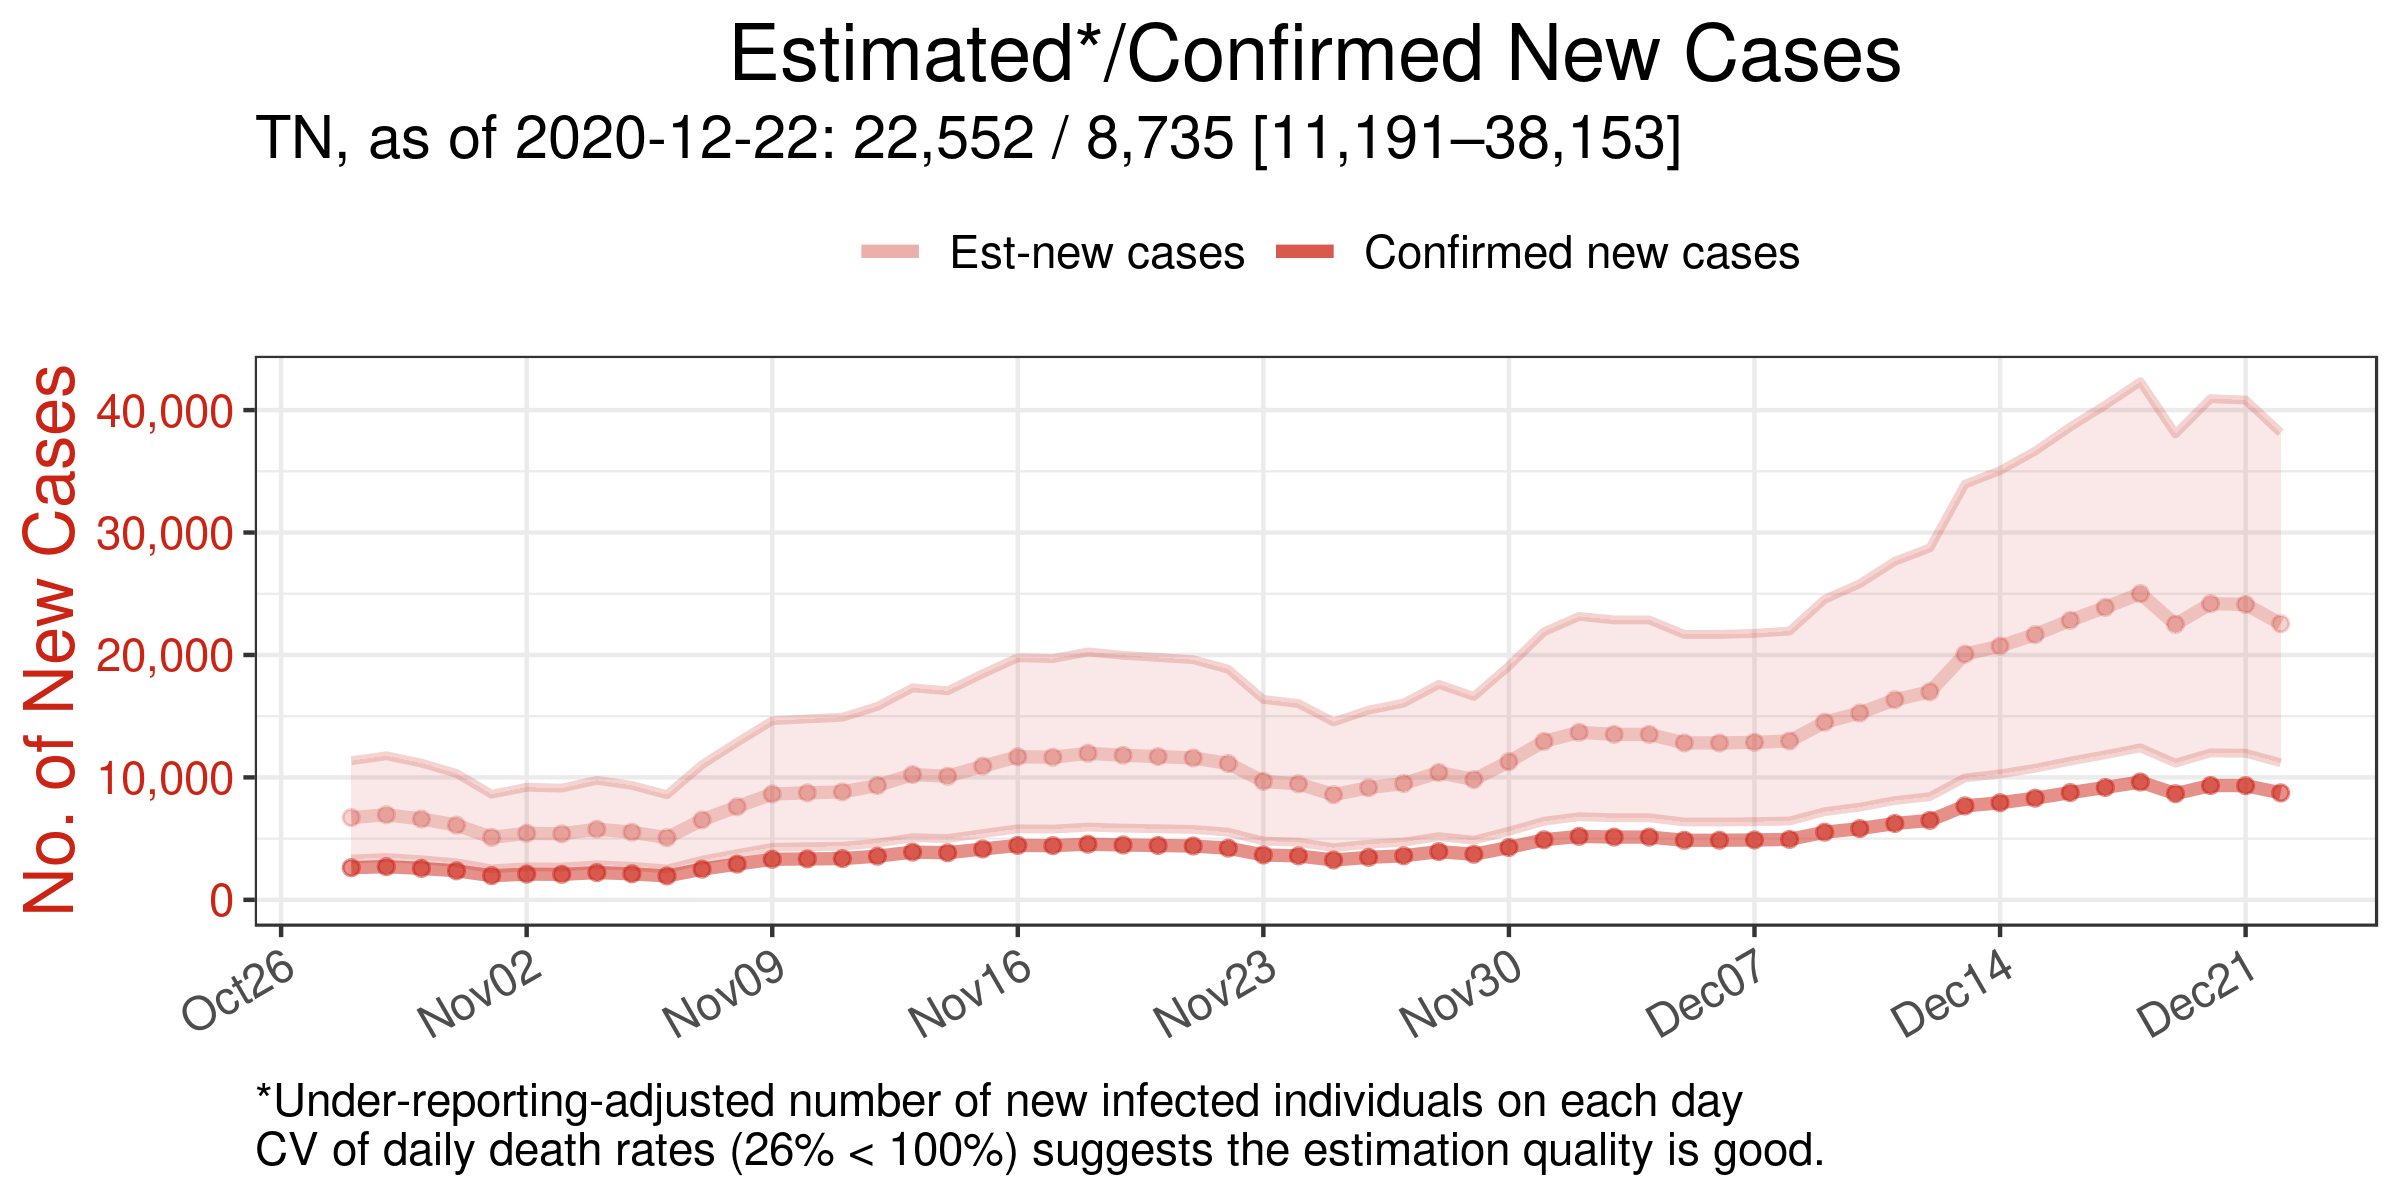 Estimated*/Confirmed New Cases
TN, as of 2020-12-22: 22,552 / 8,735 [11,191–38,153]
Est-new cases
Confirmed new cases
No. of New Cases
40,000
30,000
20,000
10,000
0
Oct26
Nov02
Nov09
Nov16
Nov23
Nov30
Dec07
Dec14
Dec21
*Under-reporting-adjusted number of new infected individuals on each day
CV of daily death rates (26% < 100%) suggests the estimation quality is good.